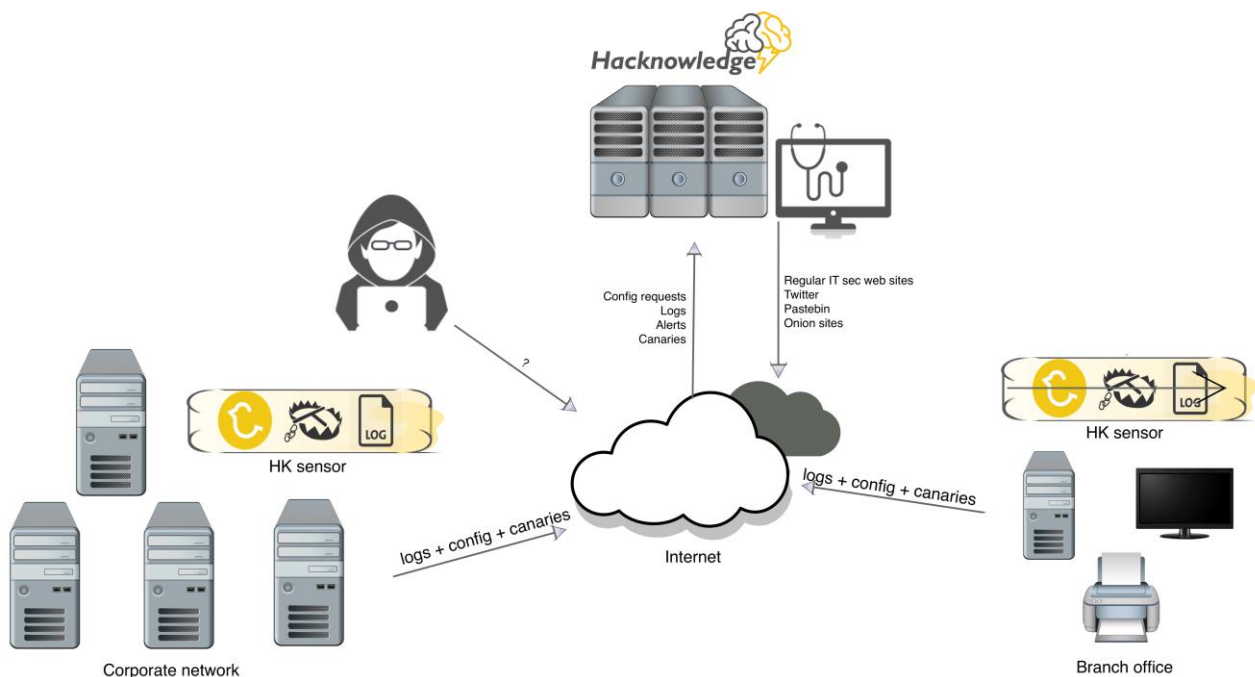 Hacknowledge
Config requests
Logs
Alerts
Canaries
Regular IT sec web sites
Twitter
Pastebin
Onion sites
?
LOG
HK sensor
LOG
HK sensor
logs + config + canaries
logs + config + canaries
Internet
Corporate network
Branch office